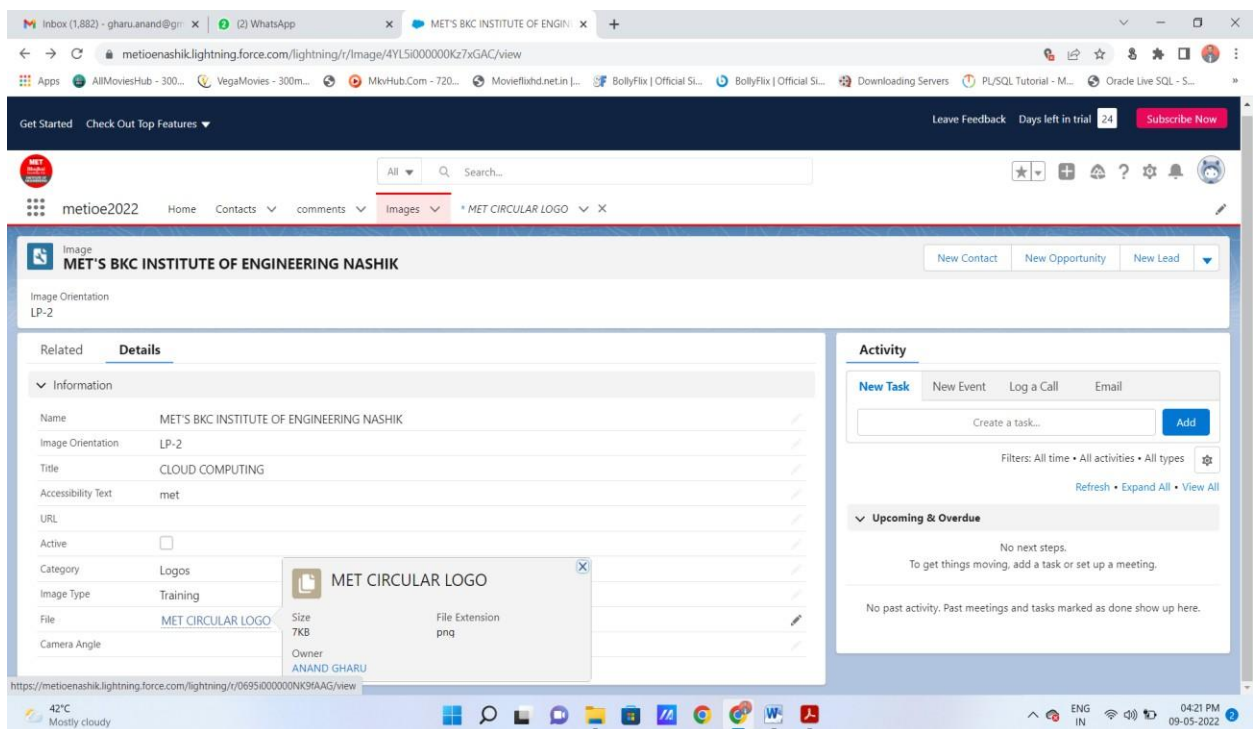 Inbox (1,882) - gharu.anand@gm
(2) WhatsApp
MET'S BKC INSTITUTE OF ENGIN
metioenashik.lightning.force.com/lightning/r/Image/4YL5i000000Kz7xGAC/view
Apps AllMoviesHub - 300... VegaMovies - 300m... MkvHub.Com - 720... Movieflixhd.net.in |... BollyFlix | Official Si... BollyFlix | Official Si... Downloading Servers PL/SQL Tutorial - M... Oracle Live SQL - S... »
Get Started Check Out Top Features Leave Feedback Days left in trial 24 Subscribe Now
MET
All Search...
metioe2022 Home Contacts comments Images * MET CIRCULAR LOGO
Image
MET'S BKC INSTITUTE OF ENGINEERING NASHIK
New Contact New Opportunity New Lead
Image Orientation
LP-2
Related Details
Information
Name MET'S BKC INSTITUTE OF ENGINEERING NASHIK
Image Orientation LP-2
Title CLOUD COMPUTING
Accessibility Text met
URL
Active
Category Logos
Image Type Training
File MET CIRCULAR LOGO
Camera Angle
MET CIRCULAR LOGO
Size File Extension
7KB png
Owner
ANAND GHARU
Activity
New Task New Event Log a Call Email
Create a task... Add
Filters: All time • All activities • All types
Refresh • Expand All • View All
Upcoming & Overdue
No next steps.
To get things moving, add a task or set up a meeting.
No past activity. Past meetings and tasks marked as done show up here.
https://metioenashik.lightning.force.com/lightning/r/0695i000000NK9fAAG/view
42°C
Mostly cloudy
ENG
IN
04:21 PM
09-05-2022
2